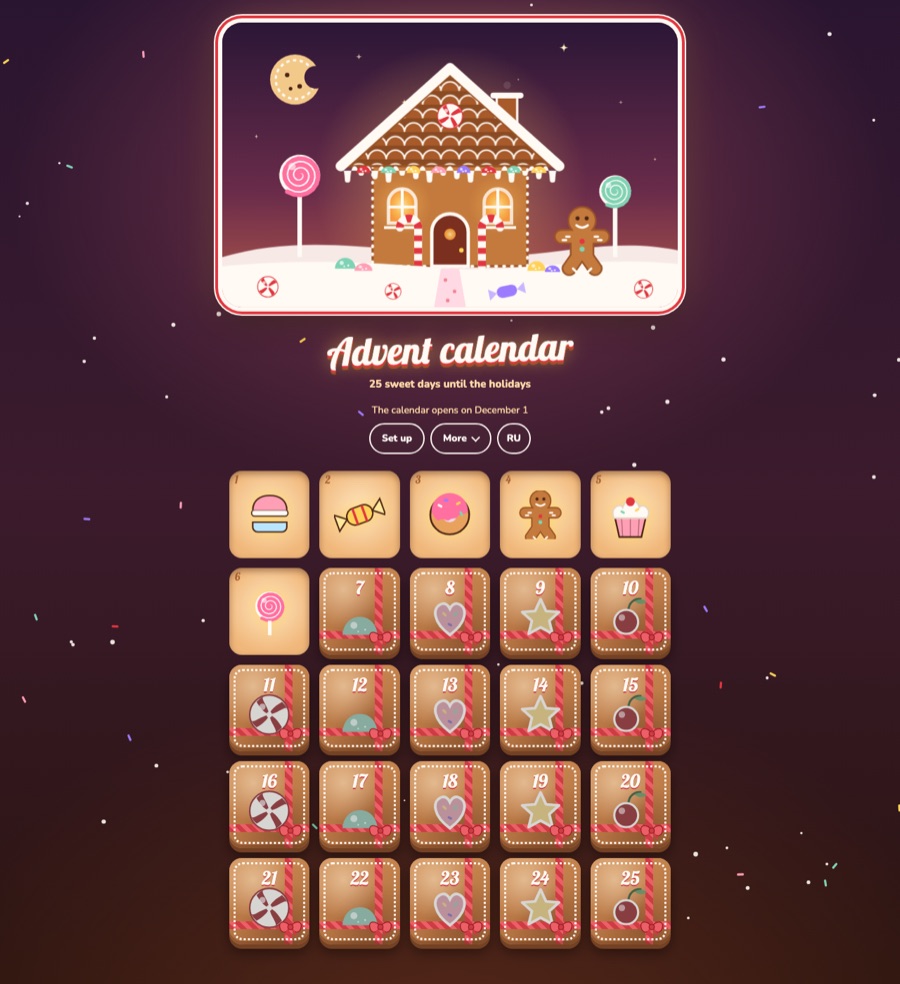 Advent calendar
25 sweet days until the holidays
The calendar opens on December 1
Set up More RU
1 2 3 4 5
6 7 8 9 10
11 12 13 14 15
16 17 18 19 20
21 22 23 24 25